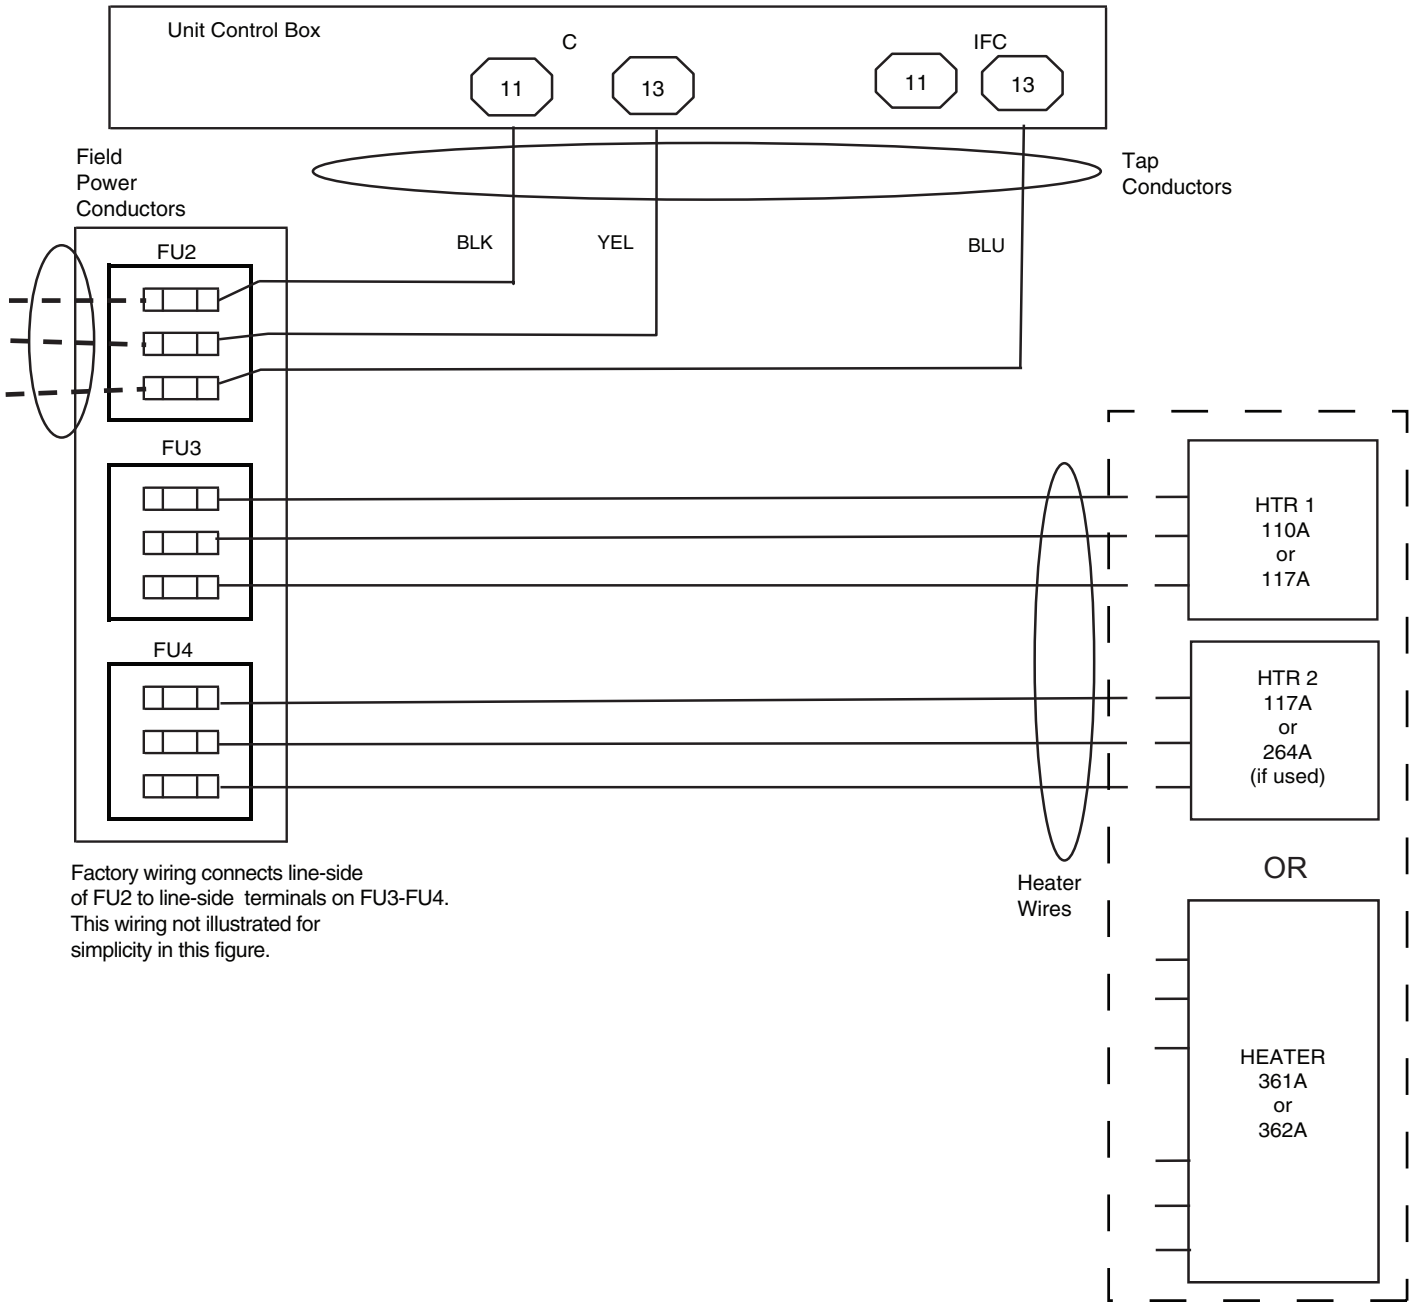 Unit Control Box
C
IFC
11
13
11
13
Field
Power
Conductors
Tap
Conductors
BLK
YEL
BLU
FU2
FU3
HTR 1
110A
or
117A
FU4
HTR 2
117A
or
264A
(if used)
Factory wiring connects line-side
of FU2 to line-side terminals on FU3-FU4.
This wiring not illustrated for
simplicity in this figure.
Heater
Wires
OR
HEATER
361A
or
362A